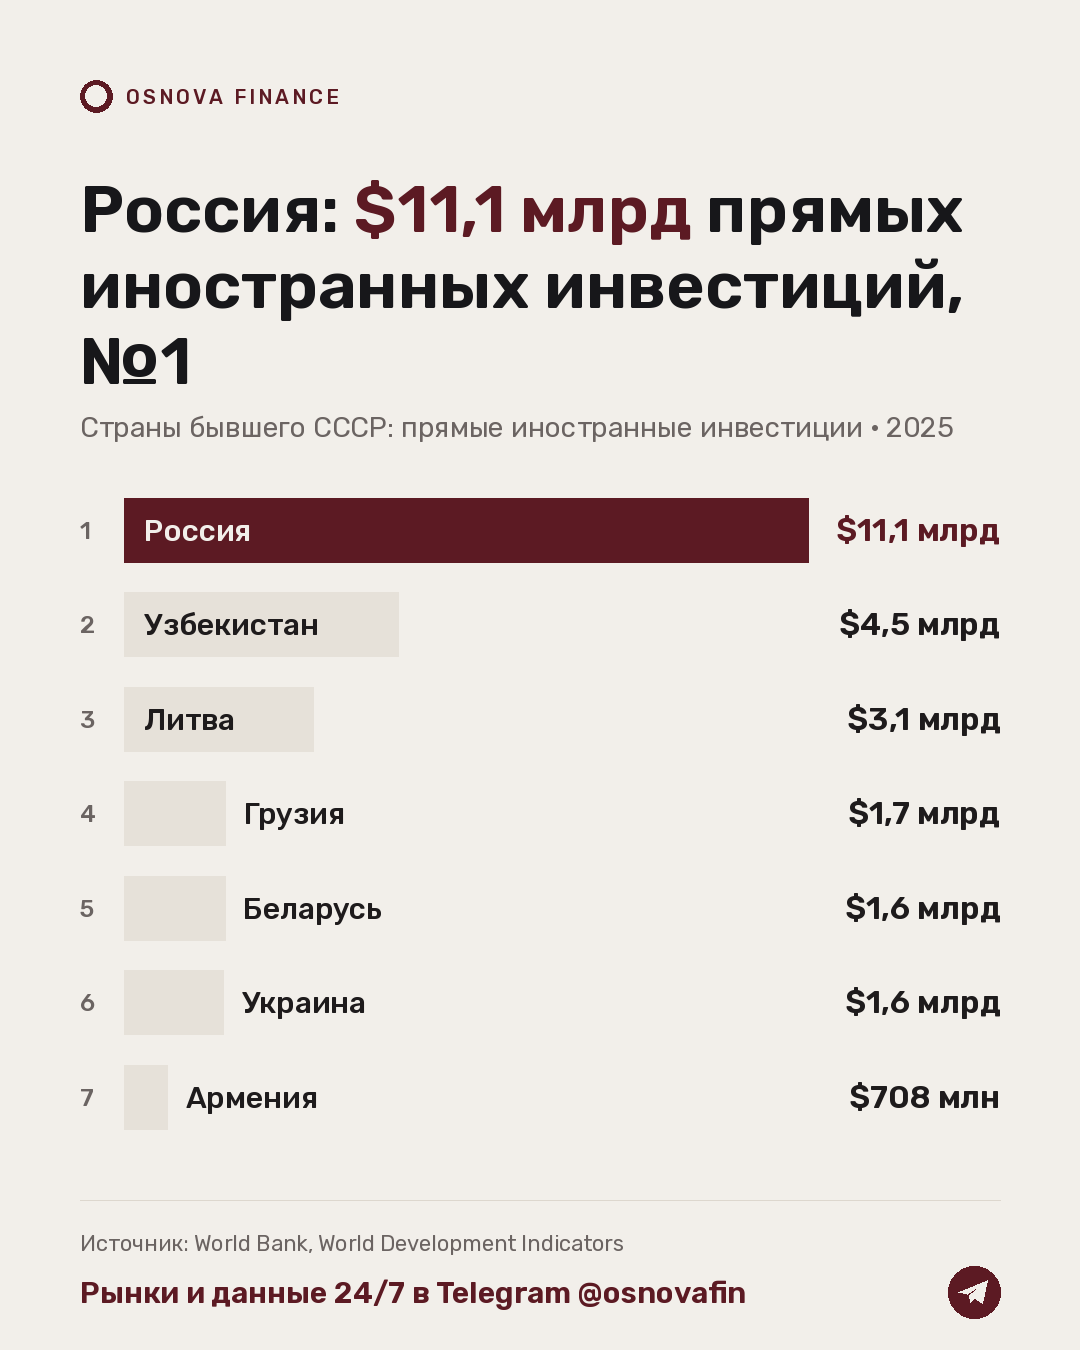 OSNOVA FINANCE
Россия: $11,1 млрд прямых
иностранных инвестиций,
№1
Страны бывшего СССР: прямые иностранные инвестиции • 2025
1 Россия $11,1 млрд
2 Узбекистан $4,5 млрд
3 Литва $3,1 млрд
4 Грузия $1,7 млрд
5 Беларусь $1,6 млрд
6 Украина $1,6 млрд
7 Армения $708 млн
Источник: World Bank, World Development Indicators
Рынки и данные 24/7 в Telegram @osnovafin